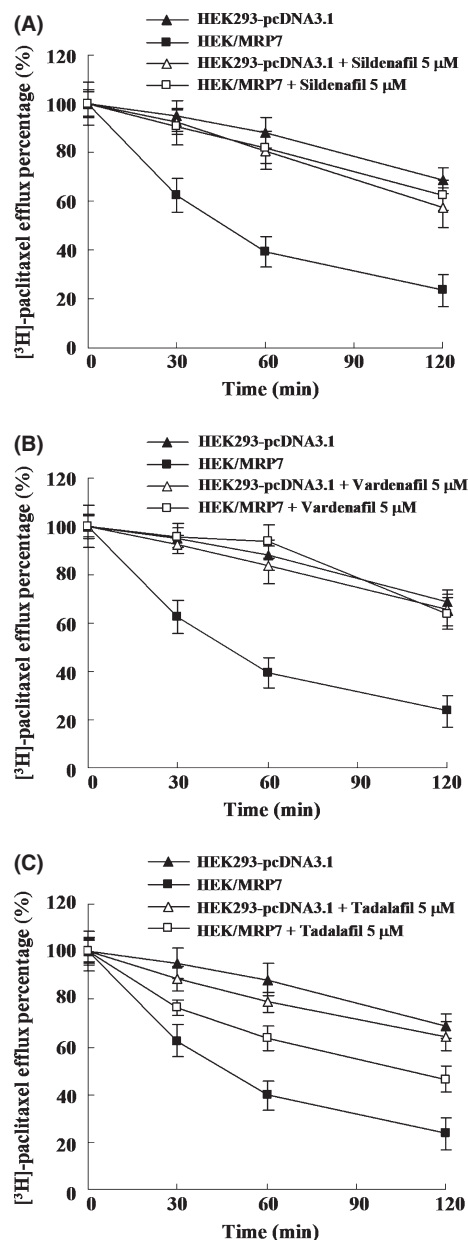 (A)
HEK293-pcDNA3.1
HEK/MRP7
HEK293-pcDNA3.1 + Sildenafil 5 μM
HEK/MRP7 + Sildenafil 5 μM
[³H]-paclitaxel efflux percentage (%)
120
100
80
60
40
20
0
0 30 60 90 120
Time (min)
(B)
HEK293-pcDNA3.1
HEK/MRP7
HEK293-pcDNA3.1 + Vardenafil 5 μM
HEK/MRP7 + Vardenafil 5 μM
[³H]-paclitaxel efflux percentage (%)
120
100
80
60
40
20
0
0 30 60 90 120
Time (min)
(C)
HEK293-pcDNA3.1
HEK/MRP7
HEK293-pcDNA3.1 + Tadalafil 5 μM
HEK/MRP7 + Tadalafil 5 μM
[³H]-paclitaxel efflux percentage (%)
120
100
80
60
40
20
0
0 30 60 90 120
Time (min)